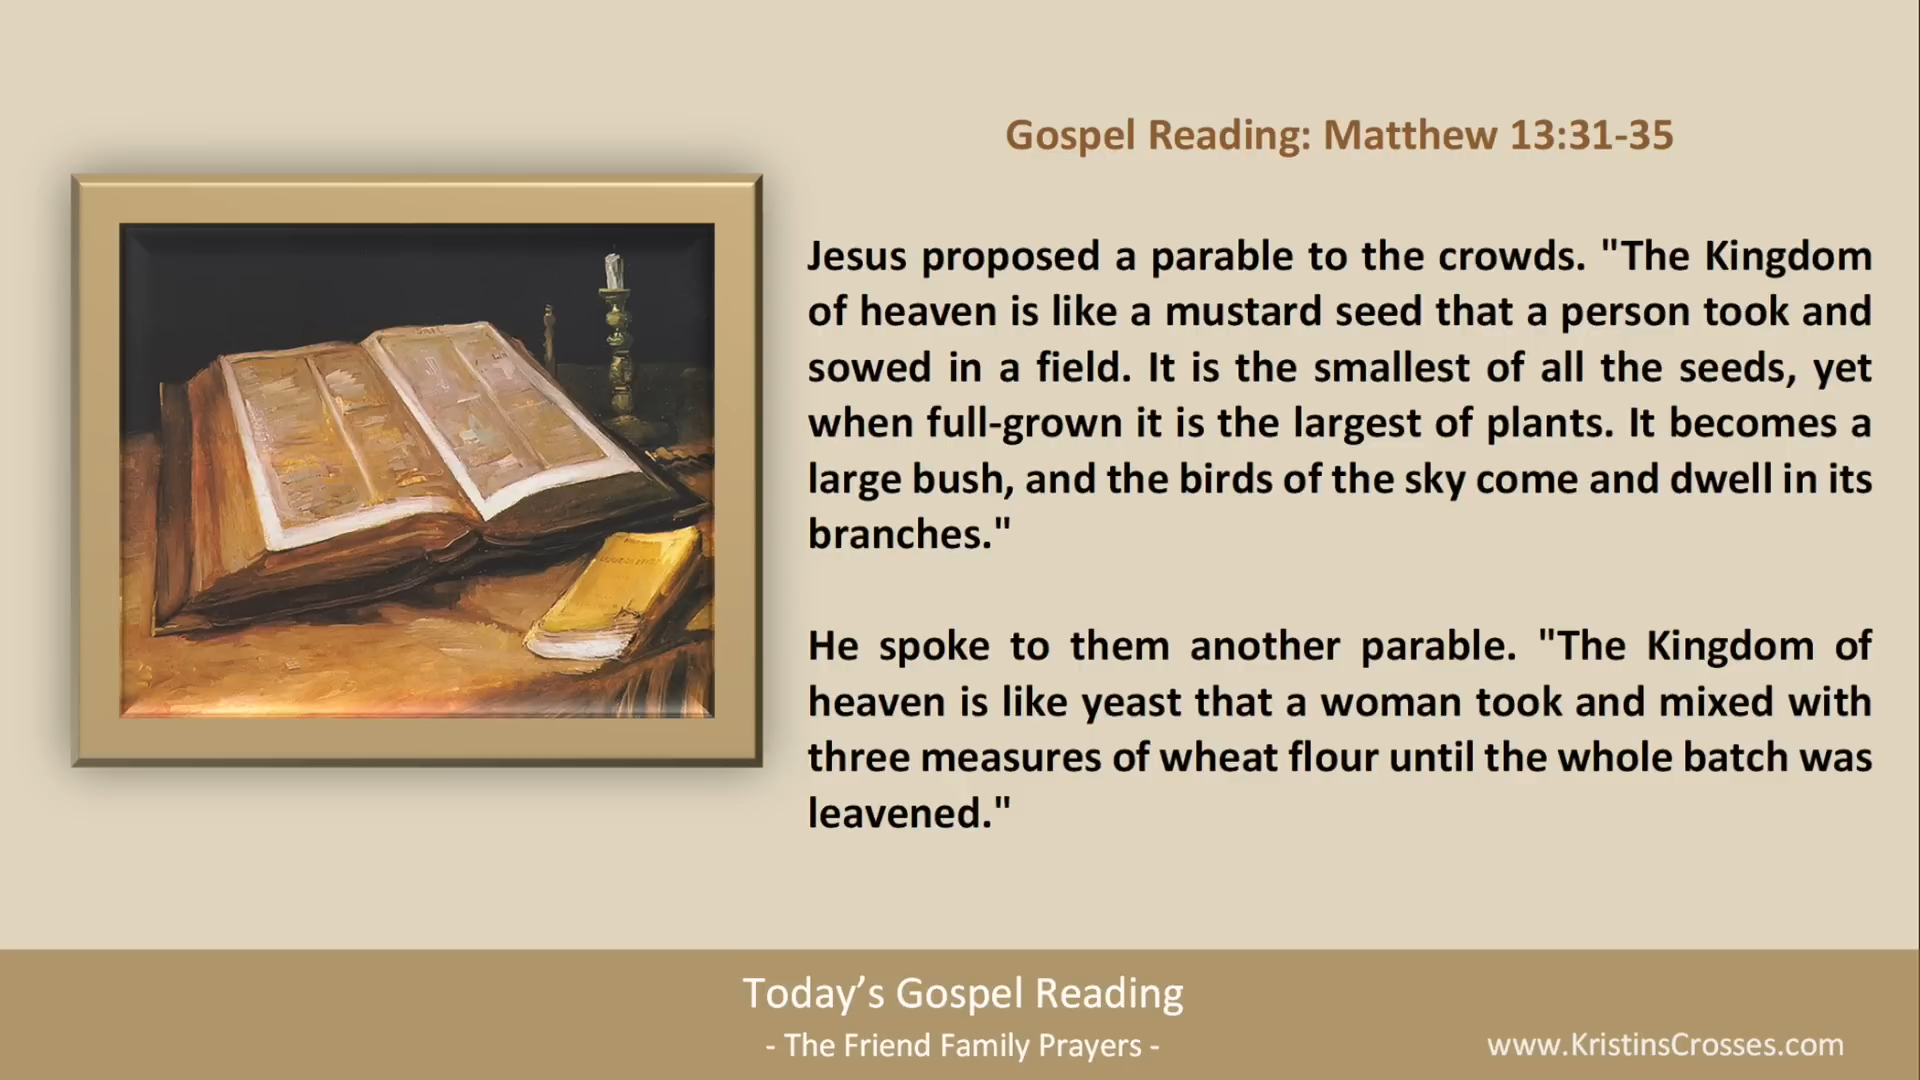 Gospel Reading: Matthew 13:31-35
Jesus proposed a parable to the crowds. "The Kingdom
of heaven is like a mustard seed that a person took and
sowed in a field. It is the smallest of all the seeds, yet
when full-grown it is the largest of plants. It becomes a
large bush, and the birds of the sky come and dwell in its
branches."
He spoke to them another parable. "The Kingdom of
heaven is like yeast that a woman took and mixed with
three measures of wheat flour until the whole batch was
leavened."
Today’s Gospel Reading
- The Friend Family Prayers -
www.KristinsCrosses.com